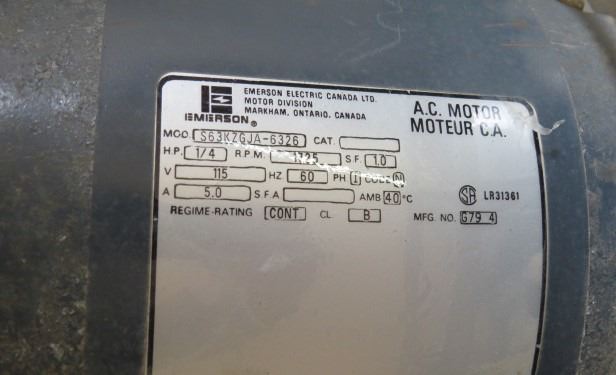 EMERSON ELECTRIC CANADA LTD.
MOTOR DIVISION
MARKHAM, ONTARIO, CANADA
EMERSON®
A.C. MOTOR
MOTEUR C.A.
MOD. S63KZGJA-6326 CAT.
H.P. 1/4 R.P.M. 1725 S.F. 1.0
V 115 HZ 60 PH 1 CODE N
A 5.0 S.F.A AMB 40 °C
SA LR31361
REGIME-RATING CONT CL B MFG. NO. G79 4